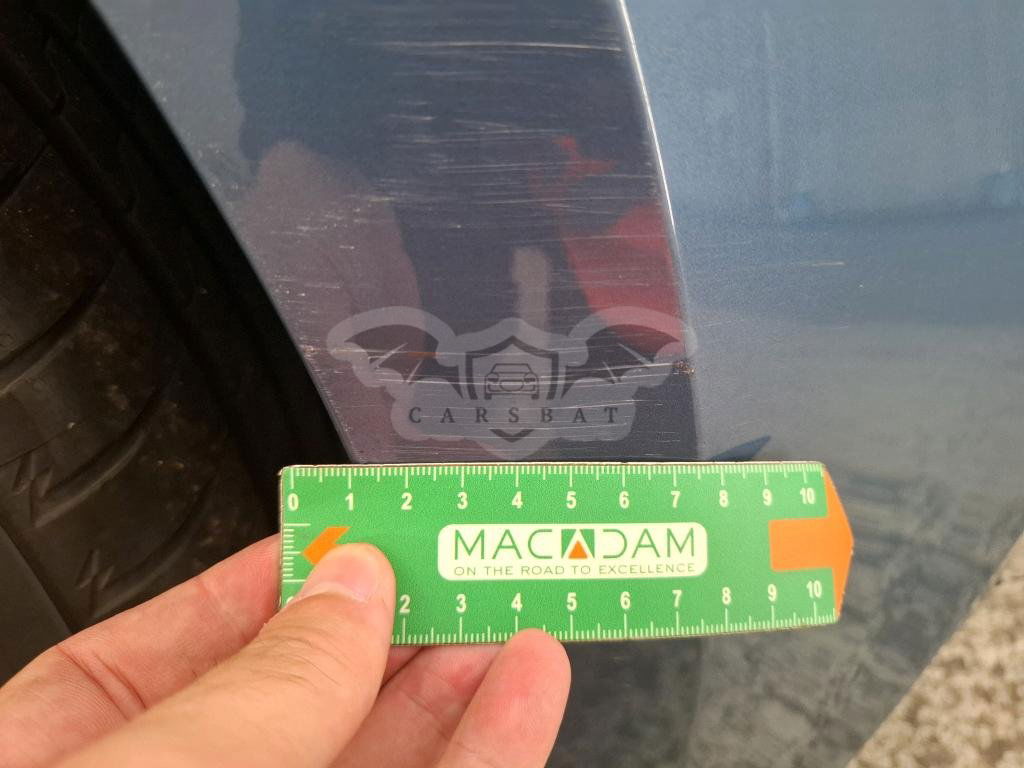 CARSBAT
0 1 2 3 4 5 6 7 8 9 10
MACADAM
ON THE ROAD TO EXCELLENCE
2 3 4 5 6 7 8 9 10